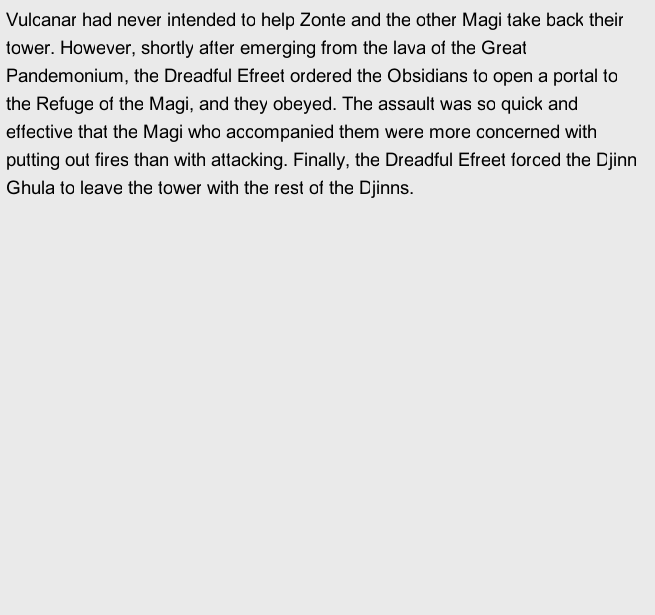 Vulcanar had never intended to help Zonte and the other Magi take back their
tower. However, shortly after emerging from the lava of the Great
Pandemonium, the Dreadful Efreet ordered the Obsidians to open a portal to
the Refuge of the Magi, and they obeyed. The assault was so quick and
effective that the Magi who accompanied them were more concerned with
putting out fires than with attacking. Finally, the Dreadful Efreet forced the Djinn
Ghula to leave the tower with the rest of the Djinns.